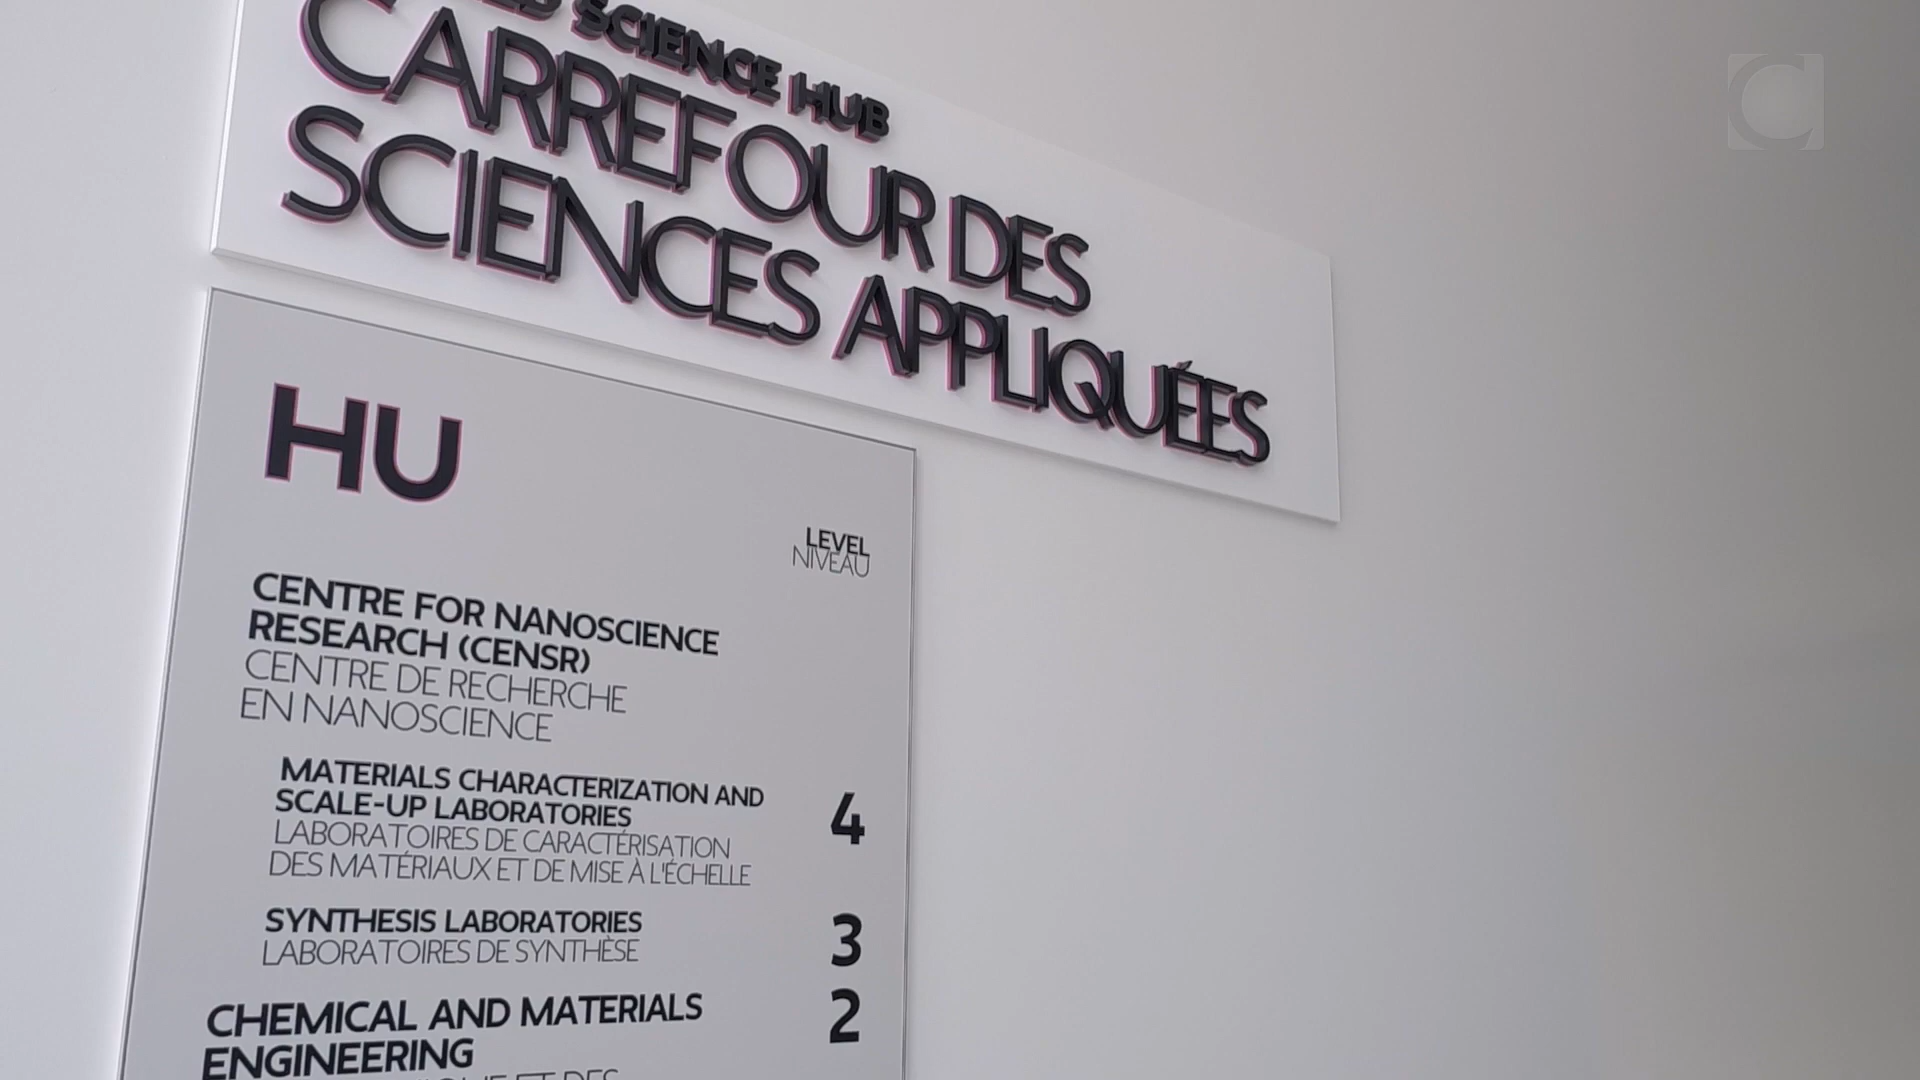 SCIENCE HUB
CARREFOUR DES
SCIENCES APPLIQUÉES
HU
LEVEL
NIVEAU
CENTRE FOR NANOSCIENCE
RESEARCH (CENSR)
CENTRE DE RECHERCHE
EN NANOSCIENCE
MATERIALS CHARACTERIZATION AND
SCALE-UP LABORATORIES
LABORATOIRES DE CARACTÉRISATION
DES MATÉRIAUX ET DE MISE À L'ÉCHELLE
4
SYNTHESIS LABORATORIES
LABORATOIRES DE SYNTHÈSE
3
CHEMICAL AND MATERIALS
ENGINEERING
2